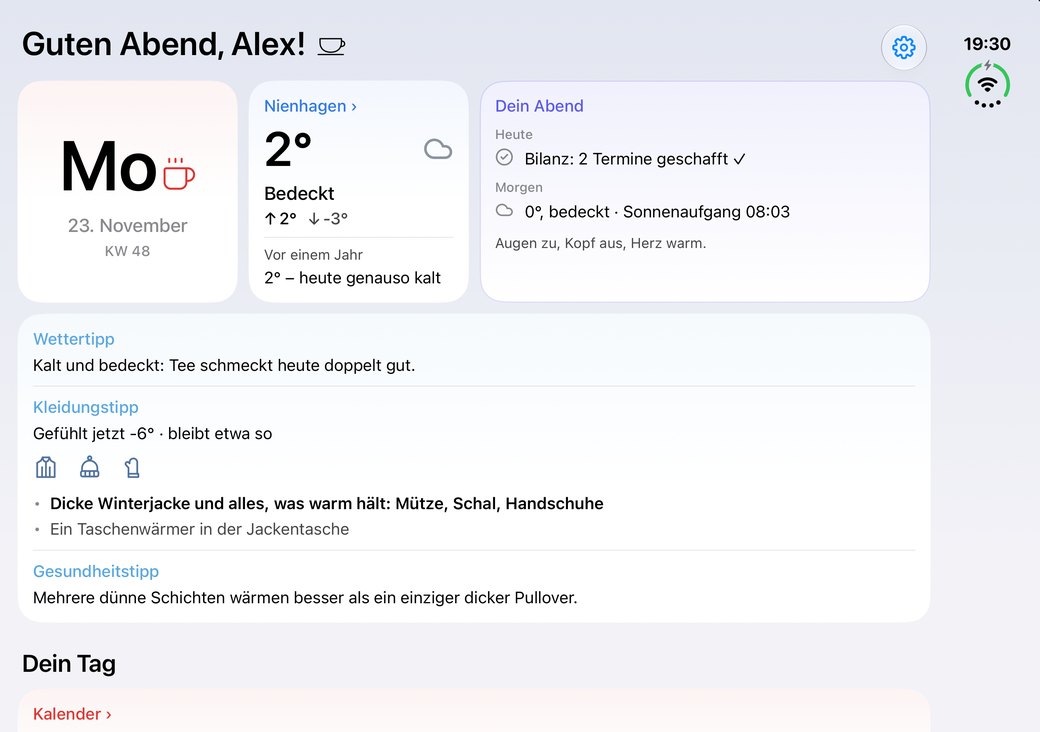 Guten Abend, Alex!
19:30
Mo
23. November
KW 48
Nienhagen ›
2°
Bedeckt
↑ 2° ↓ -3°
Vor einem Jahr
2° – heute genauso kalt
Dein Abend
Heute
Bilanz: 2 Termine geschafft ✓
Morgen
0°, bedeckt · Sonnenaufgang 08:03
Augen zu, Kopf aus, Herz warm.
Wettertipp
Kalt und bedeckt: Tee schmeckt heute doppelt gut.
Kleidungstipp
Gefühlt jetzt -6° · bleibt etwa so
• Dicke Winterjacke und alles, was warm hält: Mütze, Schal, Handschuhe
• Ein Taschenwärmer in der Jackentasche
Gesundheitstipp
Mehrere dünne Schichten wärmen besser als ein einziger dicker Pullover.
Dein Tag
Kalender ›